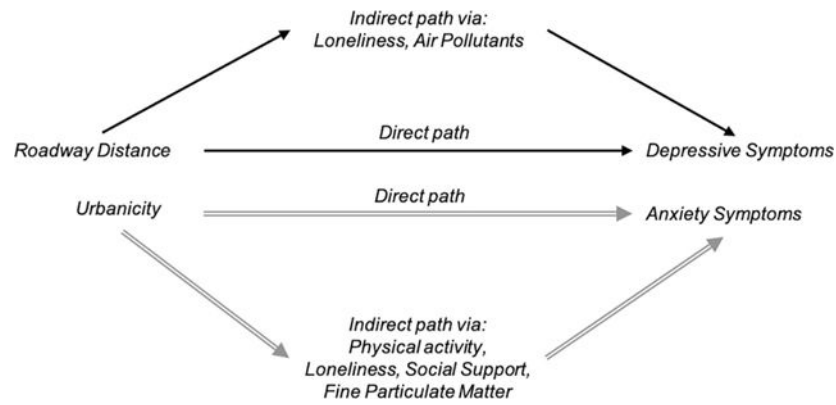 Indirect path via:
Loneliness, Air Pollutants
Direct path
Roadway Distance
Depressive Symptoms
Urbanicity
Direct path
Anxiety Symptoms
Indirect path via:
Physical activity,
Loneliness, Social Support,
Fine Particulate Matter